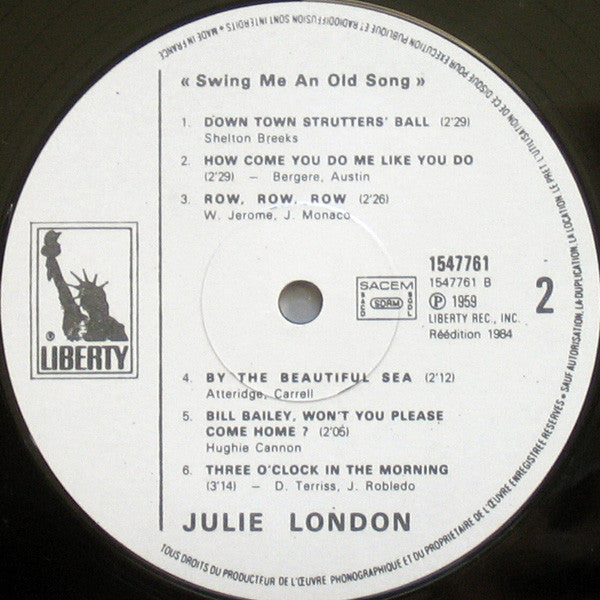 « Swing Me An Old Song »
1. DOWN TOWN STRUTTERS' BALL (2'29)
Shelton Breeks
2. HOW COME YOU DO ME LIKE YOU DO
(2'29) – Bergere, Austin
3. ROW, ROW, ROW (2'26)
W. Jerome, J. Monaco
® LIBERTY
SACEM
SDRM
1547761
1547761 B
℗ 1959
LIBERTY REC., INC.
Réédition 1984
2
4. BY THE BEAUTIFUL SEA (2'12)
Atteridge, Carrell
5. BILL BAILEY, WON'T YOU PLEASE
COME HOME ? (2'05)
Hughie Cannon
6. THREE O'CLOCK IN THE MORNING
(3'14) – D. Terriss, J. Robledo
JULIE LONDON
TOUS DROITS DU PRODUCTEUR DE L'ŒUVRE PHONOGRAPHIQUE ET DU PROPRIETAIRE DE L'ŒUVRE ENREGISTREE RESERVES • SAUF AUTORISATION, LA DUPLICATION, LA LOCATION, LE PRET, L'UTILISATION DE CE DISQUE POUR EXECUTION PUBLIQUE ET RADIODIFFUSION SONT INTERDITS • MADE IN FRANCE •